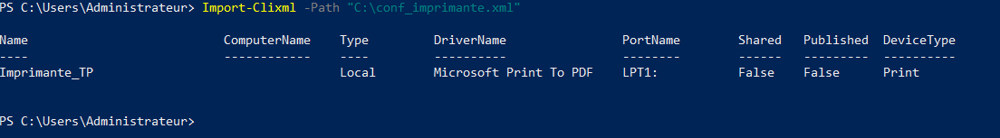 PS C:\Users\Administrateur> Import-Clixml -Path "C:\conf_imprimante.xml"
Name ComputerName Type DriverName PortName Shared Published DeviceType
---- ------------ ---- ---------- -------- ------ --------- ----------
Imprimante_TP Local Microsoft Print To PDF LPT1: False False Print
PS C:\Users\Administrateur>